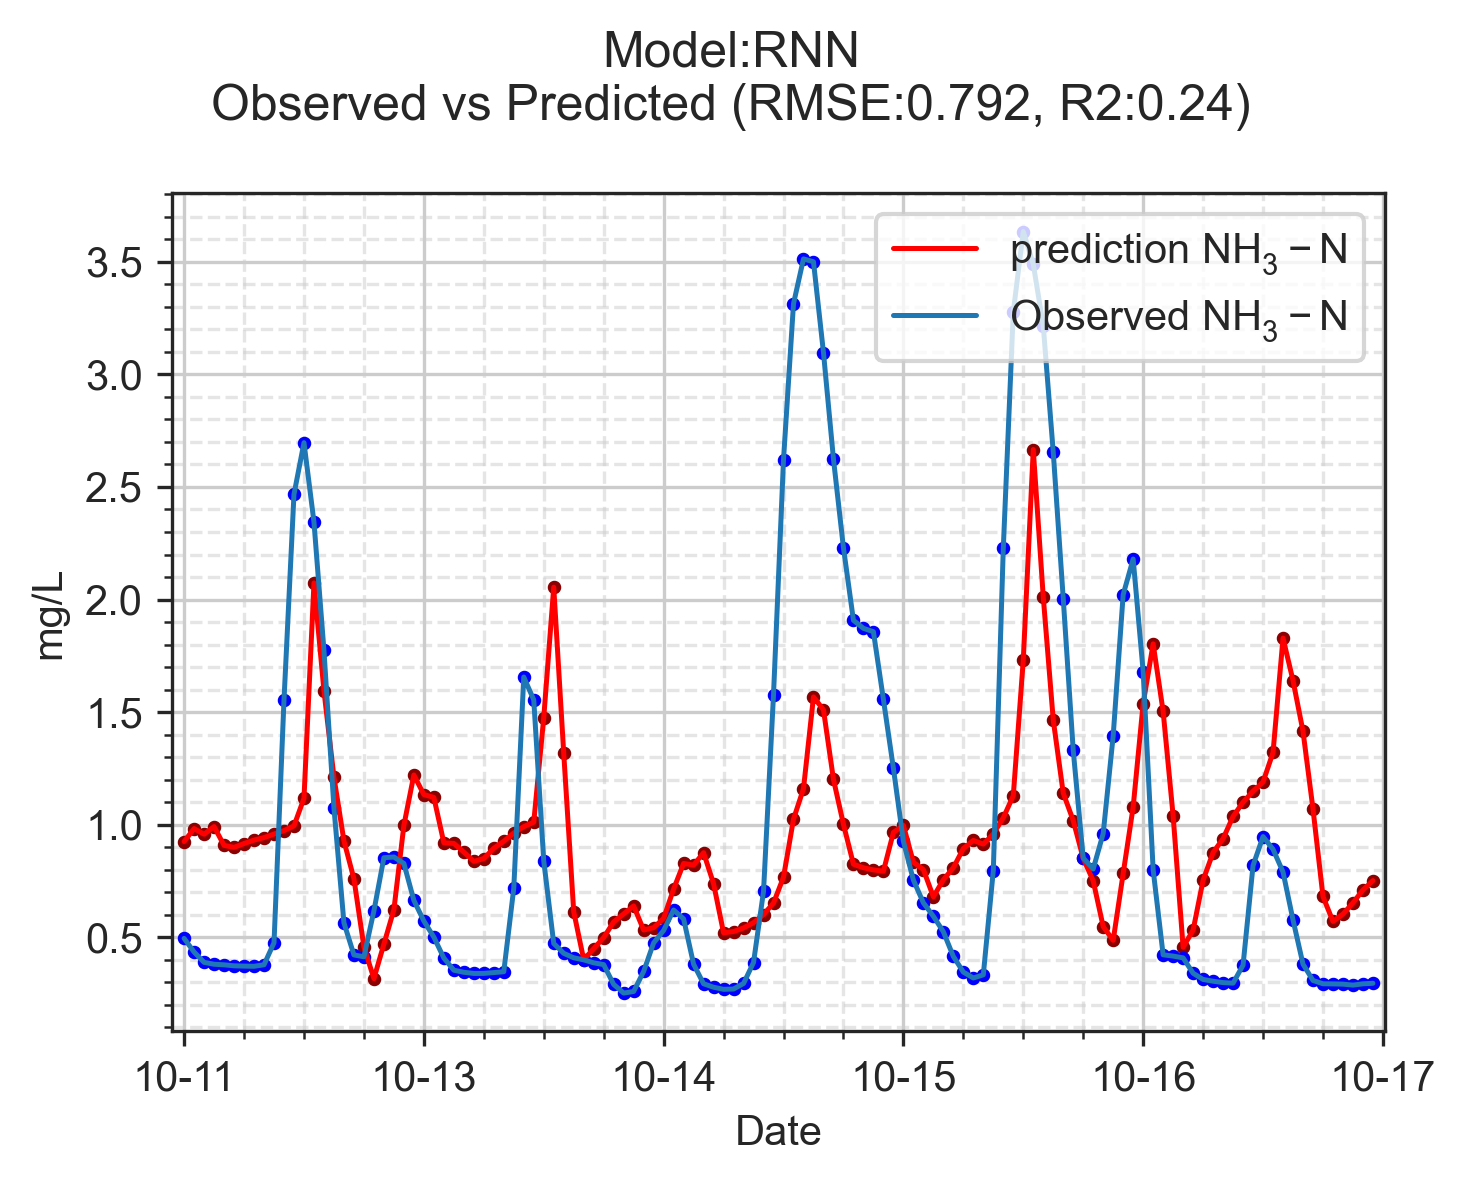 Model:RNN
Observed vs Predicted (RMSE:0.792, R2:0.24)
prediction NH₃ − N
Observed NH₃ − N
3.5
3.0
2.5
2.0
1.5
1.0
0.5
mg/L
10-11 10-13 10-14 10-15 10-16 10-17
Date